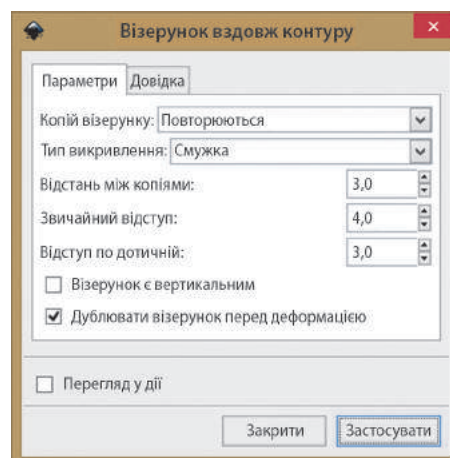 Візерунок вздовж контуру
Параметри Довідка
Копій візерунку: Повторюються
Тип викривлення: Смужка
Відстань між копіями: 3,0
Звичайний відступ: 4,0
Відступ по дотичній: 3,0
Візерунок є вертикальним
Дублювати візерунок перед деформацією
Перегляд у дії
Закрити Застосувати